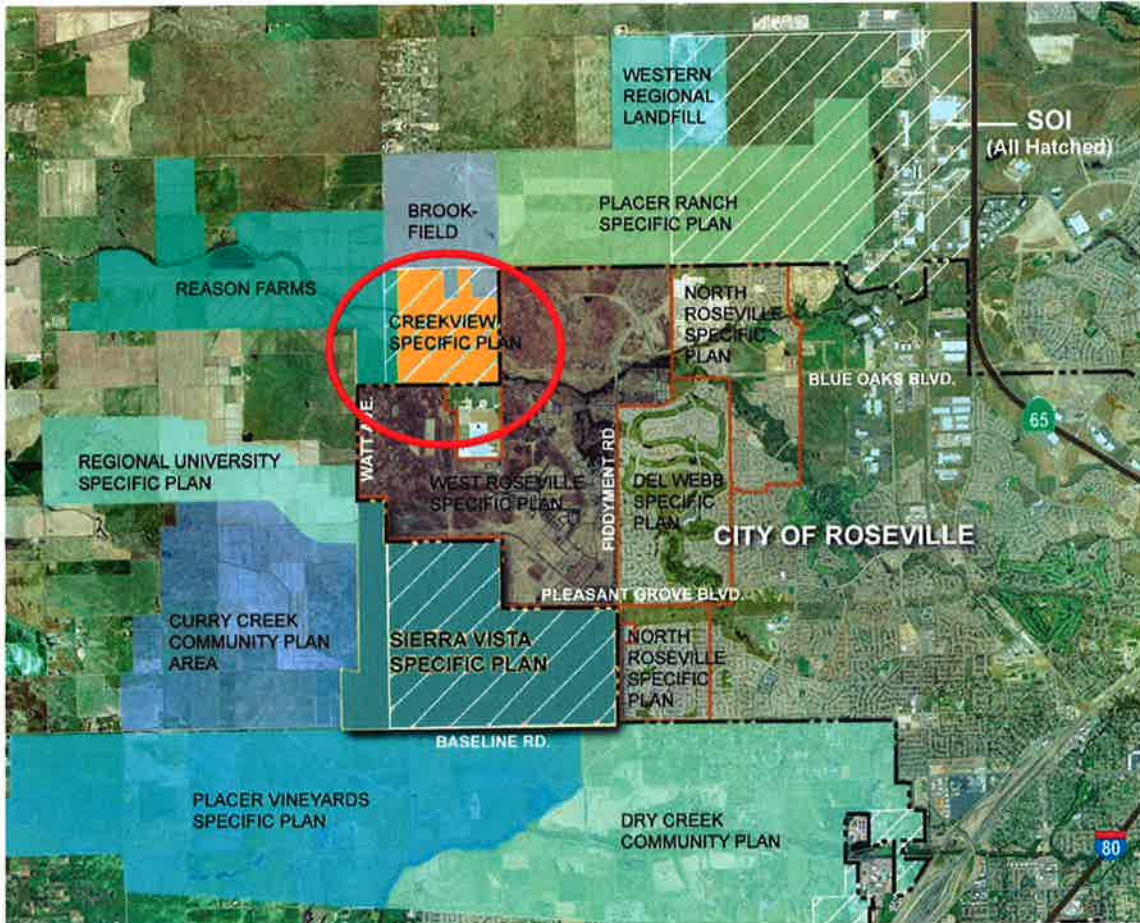 WESTERN
REGIONAL
LANDFILL
SOI
(All Hatched)
BROOK-
FIELD
PLACER RANCH
SPECIFIC PLAN
REASON FARMS
CREEKVIEW
SPECIFIC PLAN
NORTH
ROSEVILLE
SPECIFIC
PLAN
BLUE OAKS BLVD.
65
WATT AVE.
REGIONAL UNIVERSITY
SPECIFIC PLAN
WEST ROSEVILLE
SPECIFIC PLAN
FIDDYMENT RD.
DEL WEBB
SPECIFIC
PLAN
CITY OF ROSEVILLE
PLEASANT GROVE BLVD.
CURRY CREEK
COMMUNITY PLAN
AREA
SIERRA VISTA
SPECIFIC PLAN
NORTH
ROSEVILLE
SPECIFIC
PLAN
BASELINE RD.
PLACER VINEYARDS
SPECIFIC PLAN
DRY CREEK
COMMUNITY PLAN
80